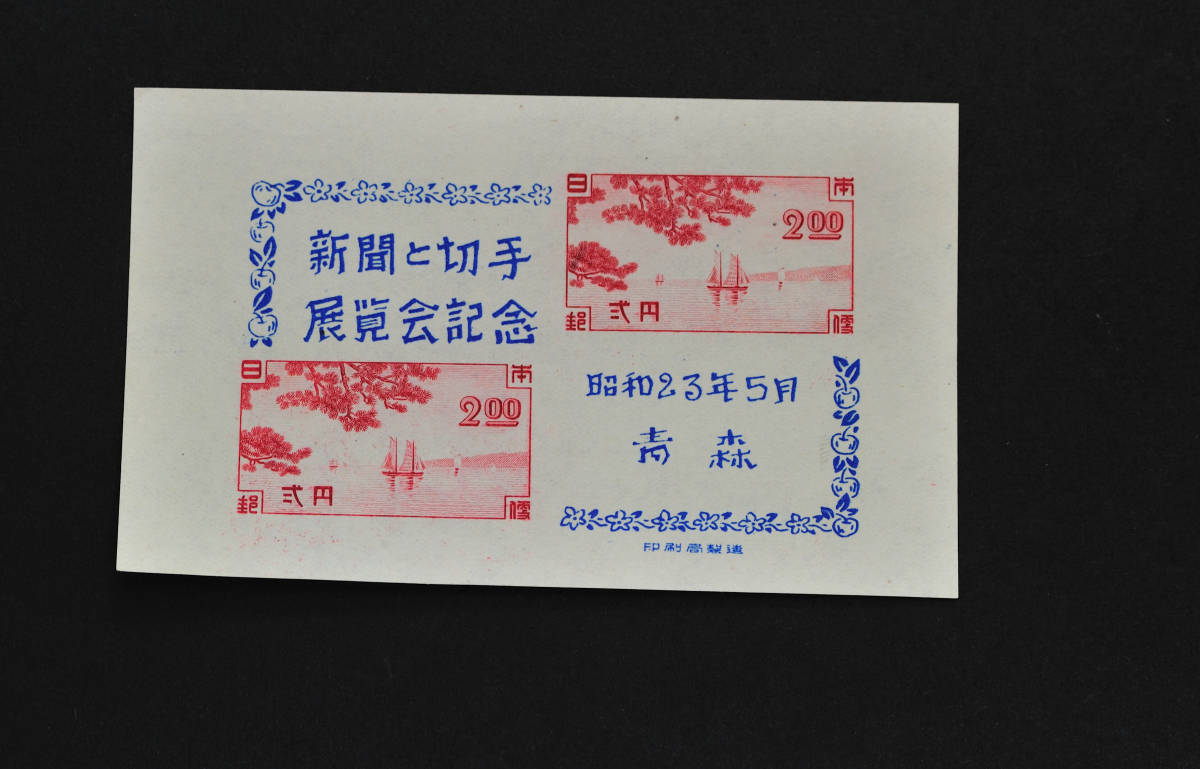 新聞と切手
展覧会記念
日本
2.00
弐円
郵便
日本
2.00
弐円
郵便
昭和23年5月
青森
印刷局製造